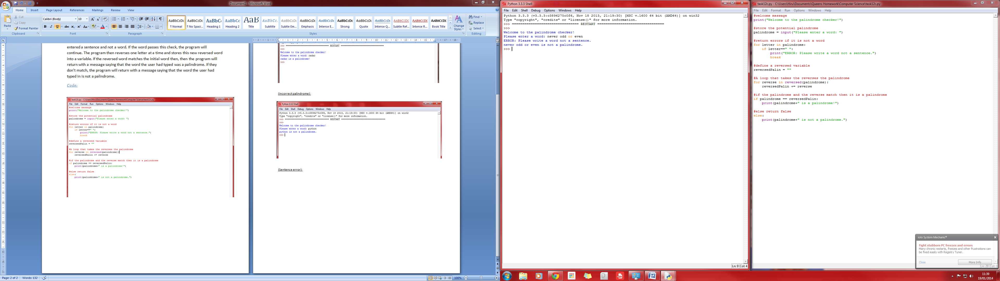 Document1 - Microsoft Word
Home Insert Page Layout References Mailings Review View
Paste
Cut
Copy
Format Painter
Clipboard
Calibri (Body) 10
Font
Paragraph
AaBbCcDc AaBbCcDc AaBbC AaBbCc AaB AaBbCc. AaBbCcDc AaBbCcDc AaBbCcDc AaBbCcDc AaBbCcDc AaBbCcDc AaBbCcDc AaBbCcDc AaBbCcDc
¶ Normal ¶ No Spaci... Heading 1 Heading 2 Title Subtitle Subtle Em... Emphasis Intense E... Strong Quote Intense Q... Subtle Ref... Intense R... Book Title
Styles
Change Styles
Find
Replace
Select
Editing
entered a sentence and not a word. If the word passes this check, the program will
continue. The program then reverses one letter at a time and stores this new reversed word
into a variable. If the reversed word matches the initial word then, then the program will
return with a message saying that the word the user had typed was a palindrome. If they
don't match, the program will return with a message saying that the word the user had
typed in is not a palindrome.
Code:
task12c.py - C:\Users\Hiru\Documents\Queens Homework\Computer Science\task12c.py
File Edit Format Run Options Windows Help
#welcome message
print("Welcome to the palindrome checker!")
#store the potential palindrome
palindrome = input("Please enter a word: ")
#return errors if it is not a word
for letter in palindrome:
if letter==" ":
print("ERROR: Please write a word not a sentence.")
break
#define a reversed variable
reversedPalin = ""
#A loop that takes the reverses the palindrome
for reverse in reversed(palindrome):
reversedPalin += reverse
#if the palindrome and the reverse match then it is a palindrome
if palindrome == reversedPalin:
print(palindrome+" is a palindrome!")
#else return false
else:
print(palindrome+" is not a palindrome.")
>>> ================================ RESTART ================================
>>>
Welcome to the palindrome checker!
Please enter a word: radar
radar is a palindrome!
>>>
(Incorrect palindrome):
Python 3.3.3 Shell
File Edit Shell Debug Options Windows Help
Python 3.3.3 (v3.3.3:c3896275c0f6, Nov 18 2013, 21:19:30) [MSC v.1600 64 bit (AMD64)] on win32
Type "copyright", "credits" or "license()" for more information.
>>> ================================ RESTART ================================
>>>
Welcome to the palindrome checker!
Please enter a word: python
python is not a palindrome.
>>>
(Sentence error):
Page: 2 of 2 Words: 132
100%
Python 3.3.3 Shell
File Edit Shell Debug Options Windows Help
Python 3.3.3 (v3.3.3:c3896275c0f6, Nov 18 2013, 21:19:30) [MSC v.1600 64 bit (AMD64)] on win32
Type "copyright", "credits" or "license()" for more information.
>>> ================================ RESTART ================================
>>>
Welcome to the palindrome checker!
Please enter a word: never odd or even
ERROR: Please write a word not a sentence.
never odd or even is not a palindrome.
>>>
Ln: 9 Col: 4
task12c.py - C:\Users\Hiru\Documents\Queens Homework\Computer Science\task12c.py
File Edit Format Run Options Windows Help
#welcome message
print("Welcome to the palindrome checker!")
#store the potential palindrome
palindrome = input("Please enter a word: ")
#return errors if it is not a word
for letter in palindrome:
if letter==" ":
print("ERROR: Please write a word not a sentence.")
break
#define a reversed variable
reversedPalin = ""
#A loop that takes the reverses the palindrome
for reverse in reversed(palindrome):
reversedPalin += reverse
#if the palindrome and the reverse match then it is a palindrome
if palindrome == reversedPalin:
print(palindrome+" is a palindrome!")
#else return false
else:
print(palindrome+" is not a palindrome.")
iolo System Mechanic®
Fight stubborn PC freezes and errors
Many chronic restarts, freezes and other frustrations can
be fixed easily with Registry Tuner.
Close More Info
Ln: 29 Col: 0
11:39
19/01/2014